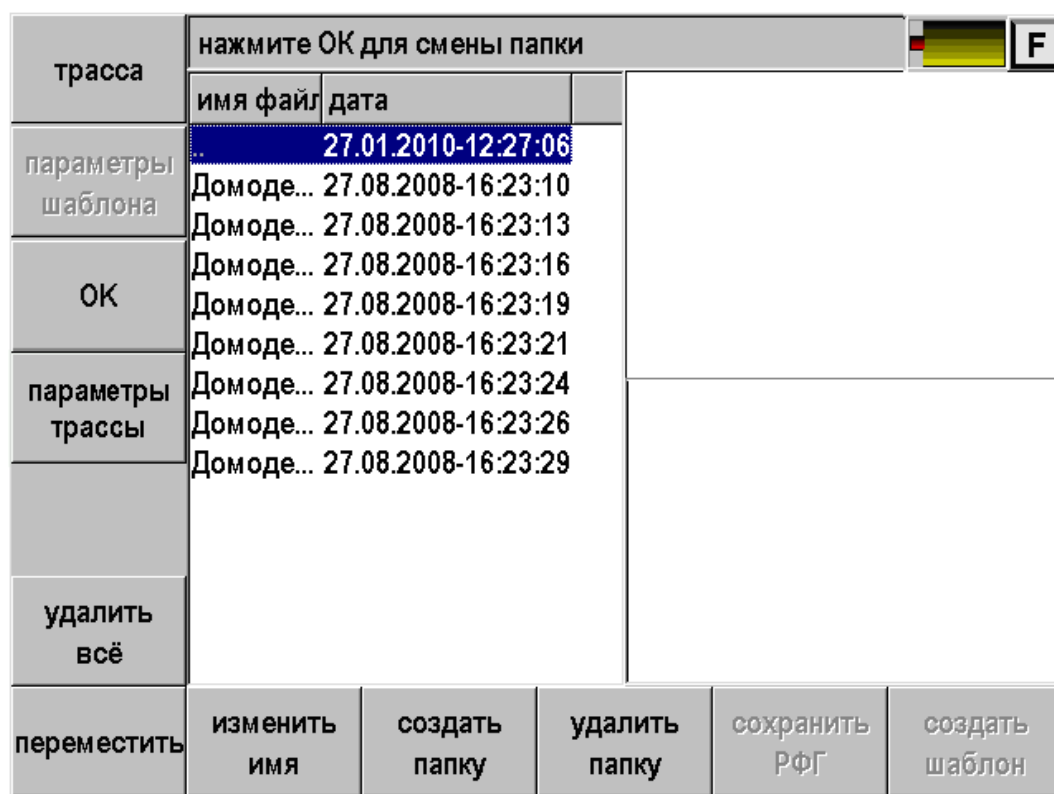 трасса
нажмите ОК для смены папки
F
имя файл дата
.. 27.01.2010-12:27:06
Домоде... 27.08.2008-16:23:10
Домоде... 27.08.2008-16:23:13
Домоде... 27.08.2008-16:23:16
Домоде... 27.08.2008-16:23:19
Домоде... 27.08.2008-16:23:21
Домоде... 27.08.2008-16:23:24
Домоде... 27.08.2008-16:23:26
Домоде... 27.08.2008-16:23:29
параметры
шаблона
ОК
параметры
трассы
удалить
всё
переместить
изменить
имя
создать
папку
удалить
папку
сохранить
РФГ
создать
шаблон